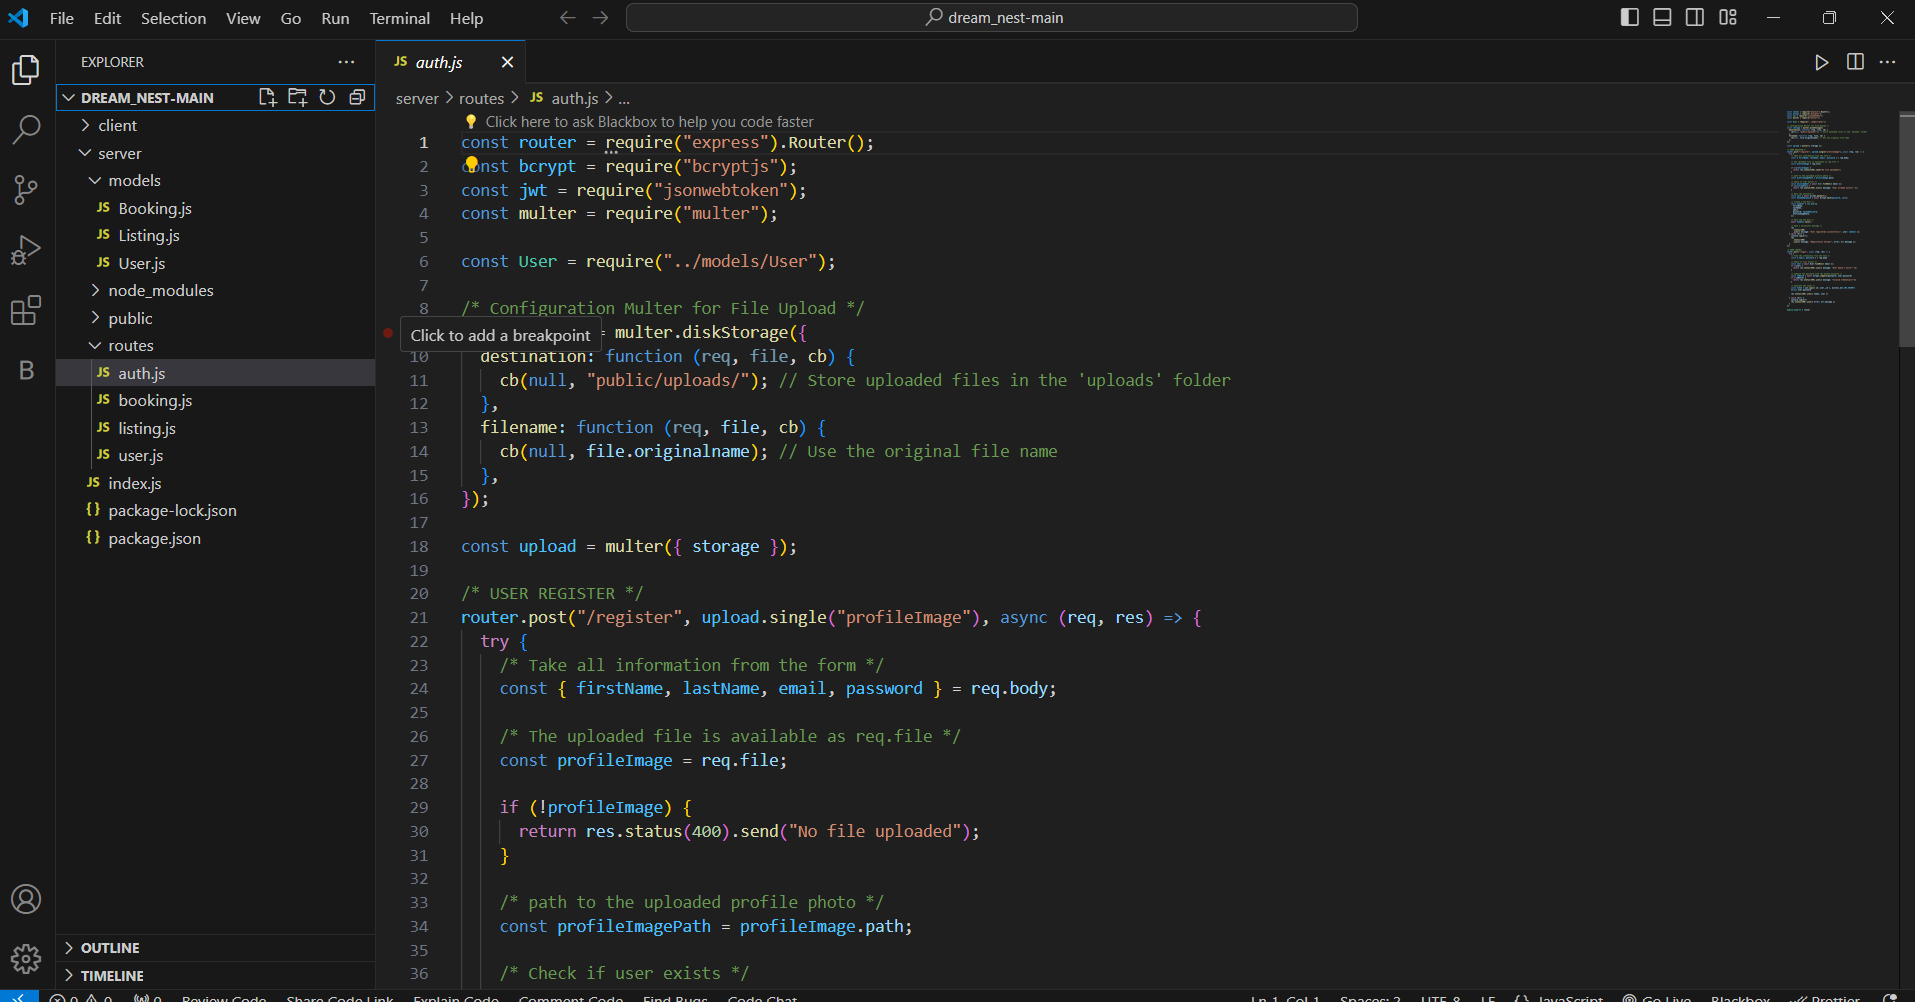 File Edit Selection View Go Run Terminal Help
dream_nest-main
EXPLORER
DREAM_NEST-MAIN
client
server
models
JS Booking.js
JS Listing.js
JS User.js
node_modules
public
routes
JS auth.js
JS booking.js
JS listing.js
JS user.js
JS index.js
{} package-lock.json
{} package.json
OUTLINE
TIMELINE
B
JS auth.js
server > routes > JS auth.js > ...
Click here to ask Blackbox to help you code faster
1 const router = require("express").Router();
2 const bcrypt = require("bcryptjs");
3 const jwt = require("jsonwebtoken");
4 const multer = require("multer");
5
6 const User = require("../models/User");
7
8 /* Configuration Multer for File Upload */
Click to add a breakpoint = multer.diskStorage({
10 destination: function (req, file, cb) {
11 cb(null, "public/uploads/"); // Store uploaded files in the 'uploads' folder
12 },
13 filename: function (req, file, cb) {
14 cb(null, file.originalname); // Use the original file name
15 },
16 });
17
18 const upload = multer({ storage });
19
20 /* USER REGISTER */
21 router.post("/register", upload.single("profileImage"), async (req, res) => {
22 try {
23 /* Take all information from the form */
24 const { firstName, lastName, email, password } = req.body;
25
26 /* The uploaded file is available as req.file */
27 const profileImage = req.file;
28
29 if (!profileImage) {
30 return res.status(400).send("No file uploaded");
31 }
32
33 /* path to the uploaded profile photo */
34 const profileImagePath = profileImage.path;
35
36 /* Check if user exists */
0 0 0 Review Code Share Code Link Explain Code Comment Code Find Bugs Code Chat Ln 1, Col 1 Spaces: 2 UTF-8 LF {} JavaScript Go Live Blackbox Prettier